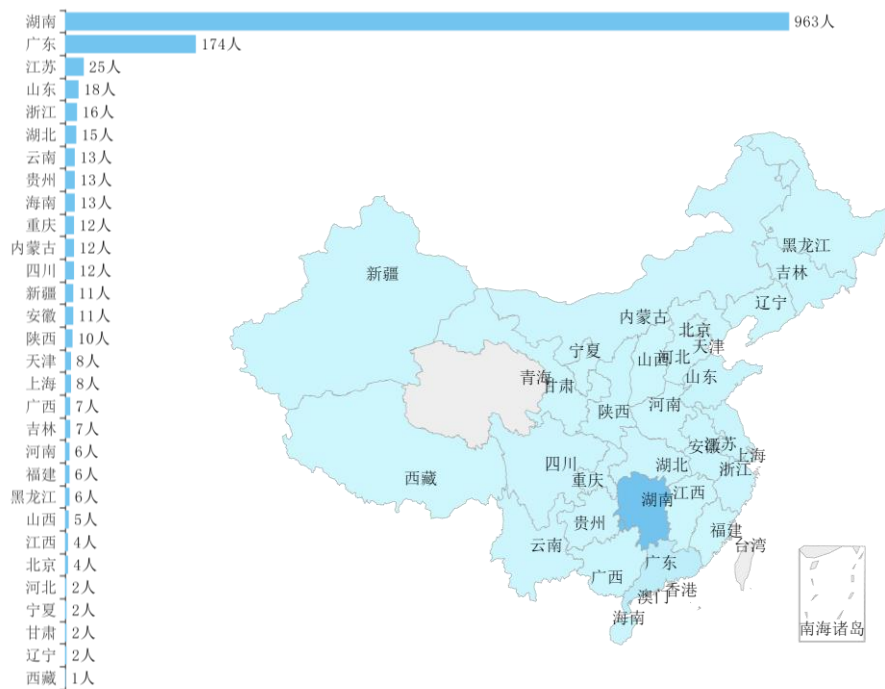 湖南 963人
广东 174人
江苏 25人
山东 18人
浙江 16人
湖北 15人
云南 13人
贵州 13人
海南 13人
重庆 12人
内蒙古 12人
四川 12人
新疆 11人
安徽 11人
陕西 10人
天津 8人
上海 8人
广西 7人
吉林 7人
河南 6人
福建 6人
黑龙江 6人
山西 5人
江西 4人
北京 4人
河北 2人
宁夏 2人
甘肃 2人
辽宁 2人
西藏 1人
黑龙江
吉林
新疆
辽宁
内蒙古
北京
天津
宁夏
山西
河北
青海
甘肃
山东
陕西
河南
安徽
江苏
上海
四川
湖北
浙江
西藏
重庆
湖南
江西
贵州
福建
云南
台湾
广东
广西
香港
澳门
海南
南海诸岛